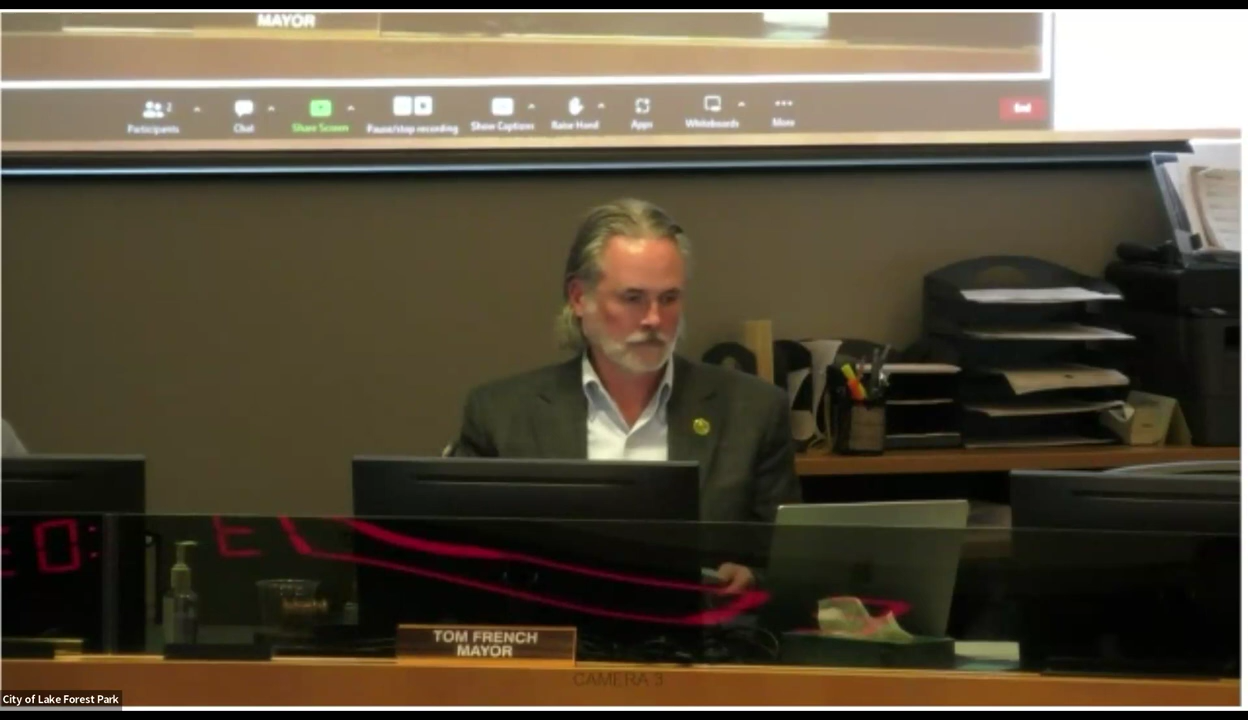 MAYOR
2
Participants
Chat
Share Screen
Pause/stop recording
Show Captions
Raise Hand
Apps
Whiteboards
More
End
TOM FRENCH
MAYOR
CAMERA 3
City of Lake Forest Park